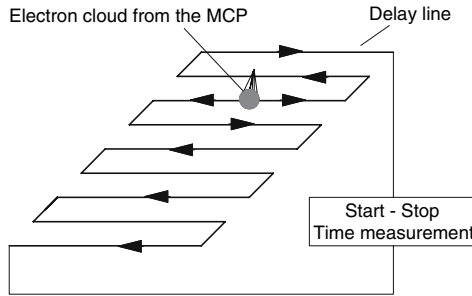 Electron cloud from the MCP
Delay line
Start - Stop
Time measurement